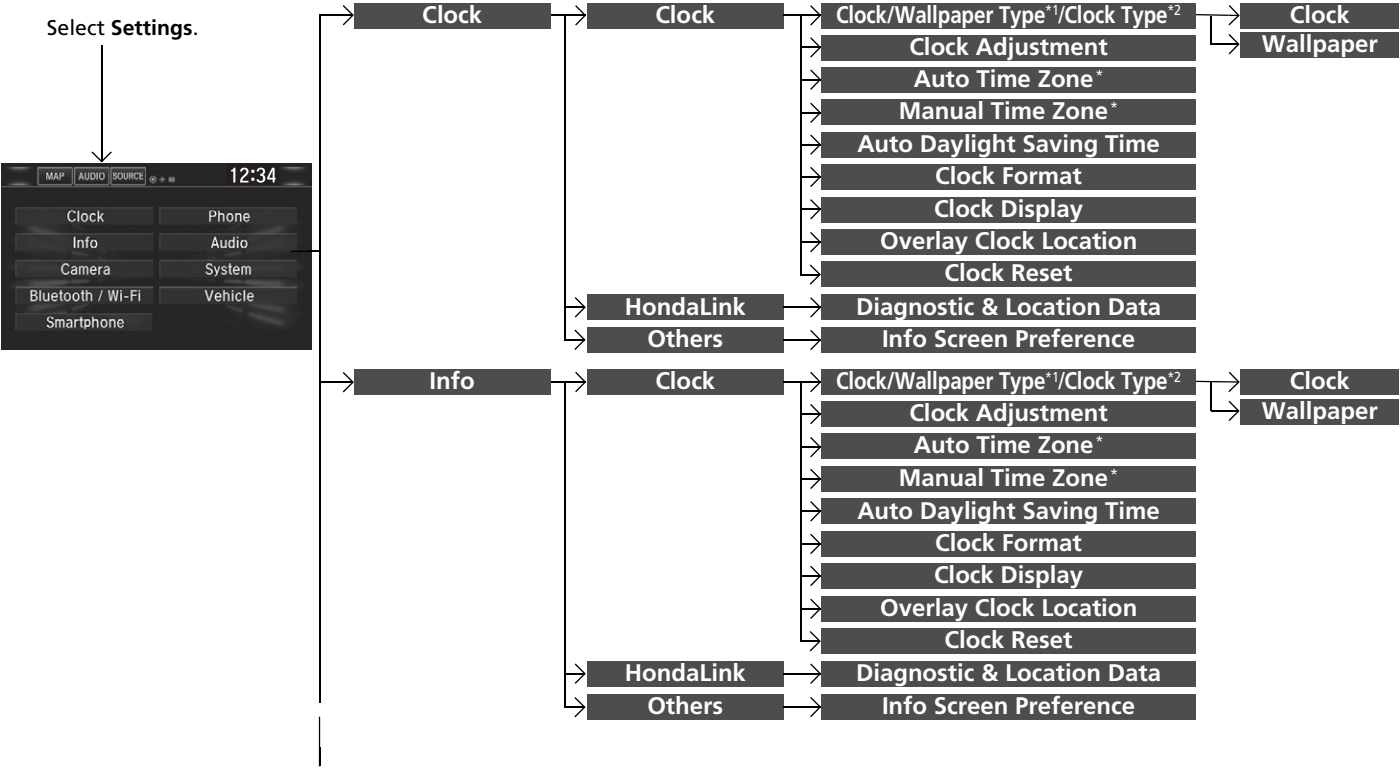 Select Settings.
MAP AUDIO SOURCE 12:34
Clock Phone
Info Audio
Camera System
Bluetooth / Wi-Fi Vehicle
Smartphone
Clock
Clock
Clock/Wallpaper Type*1/Clock Type*2
Clock
Wallpaper
Clock Adjustment
Auto Time Zone*
Manual Time Zone*
Auto Daylight Saving Time
Clock Format
Clock Display
Overlay Clock Location
Clock Reset
HondaLink
Diagnostic & Location Data
Others
Info Screen Preference
Info
Clock
Clock/Wallpaper Type*1/Clock Type*2
Clock
Wallpaper
Clock Adjustment
Auto Time Zone*
Manual Time Zone*
Auto Daylight Saving Time
Clock Format
Clock Display
Overlay Clock Location
Clock Reset
HondaLink
Diagnostic & Location Data
Others
Info Screen Preference